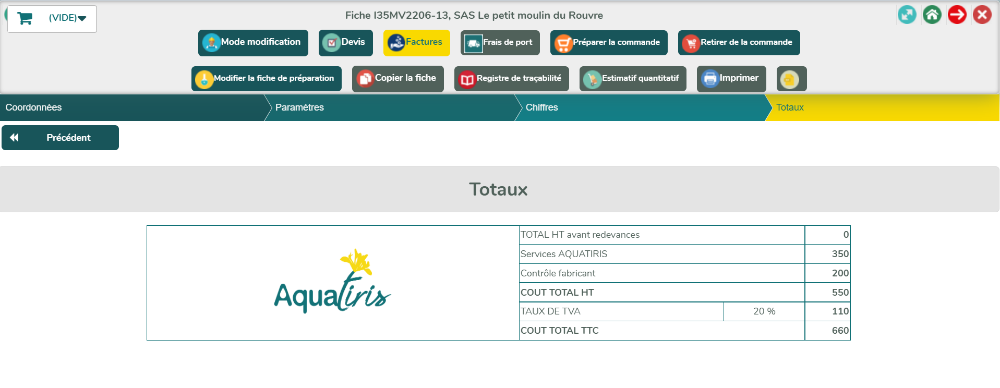 (VIDE)
Fiche I35MV2206-13, SAS Le petit moulin du Rouvre
Mode modification
Devis
Factures
Frais de port
Préparer la commande
Retirer de la commande
Modifier la fiche de préparation
Copier la fiche
Registre de traçabilité
Estimatif quantitatif
Imprimer
Coordonnées
Paramètres
Chiffres
Totaux
Précédent
Totaux
Aquatiris
TOTAL HT avant redevances 0
Services AQUATIRIS 350
Contrôle fabricant 200
COUT TOTAL HT 550
TAUX DE TVA 20 % 110
COUT TOTAL TTC 660